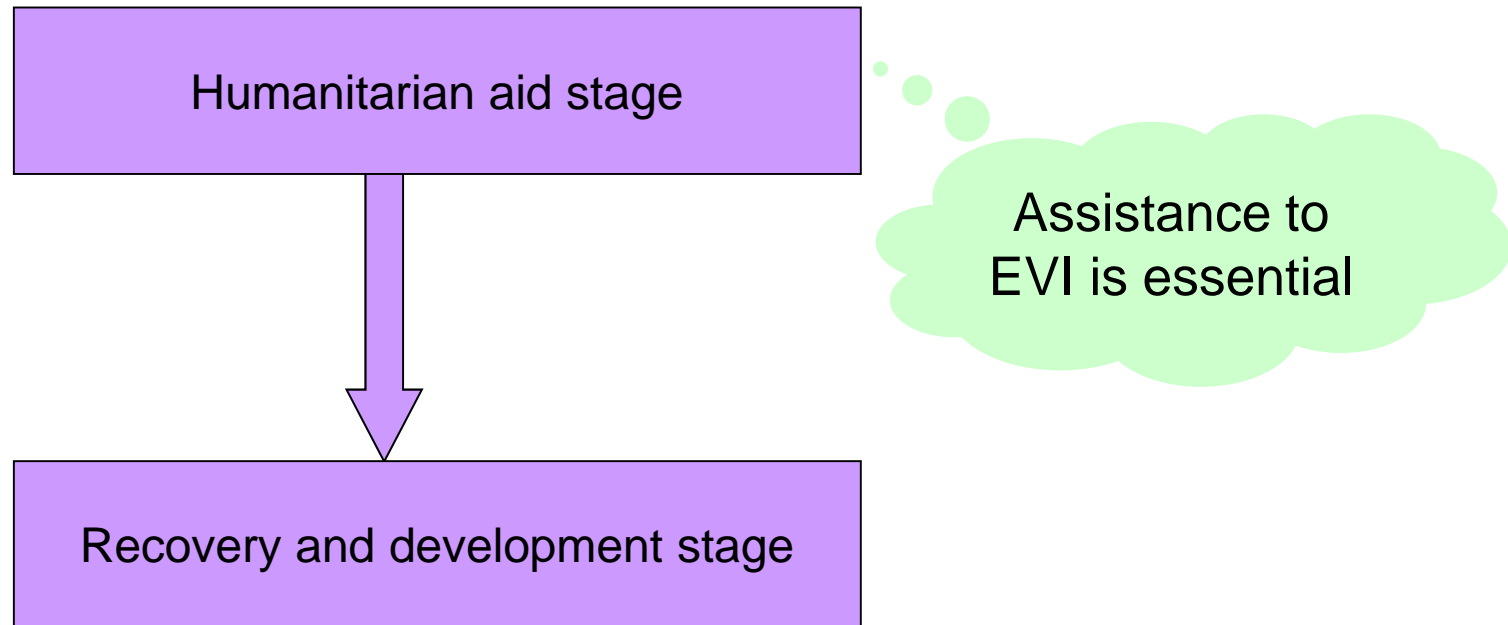 Humanitarian aid stage
Assistance to
EVI is essential
Recovery and development stage